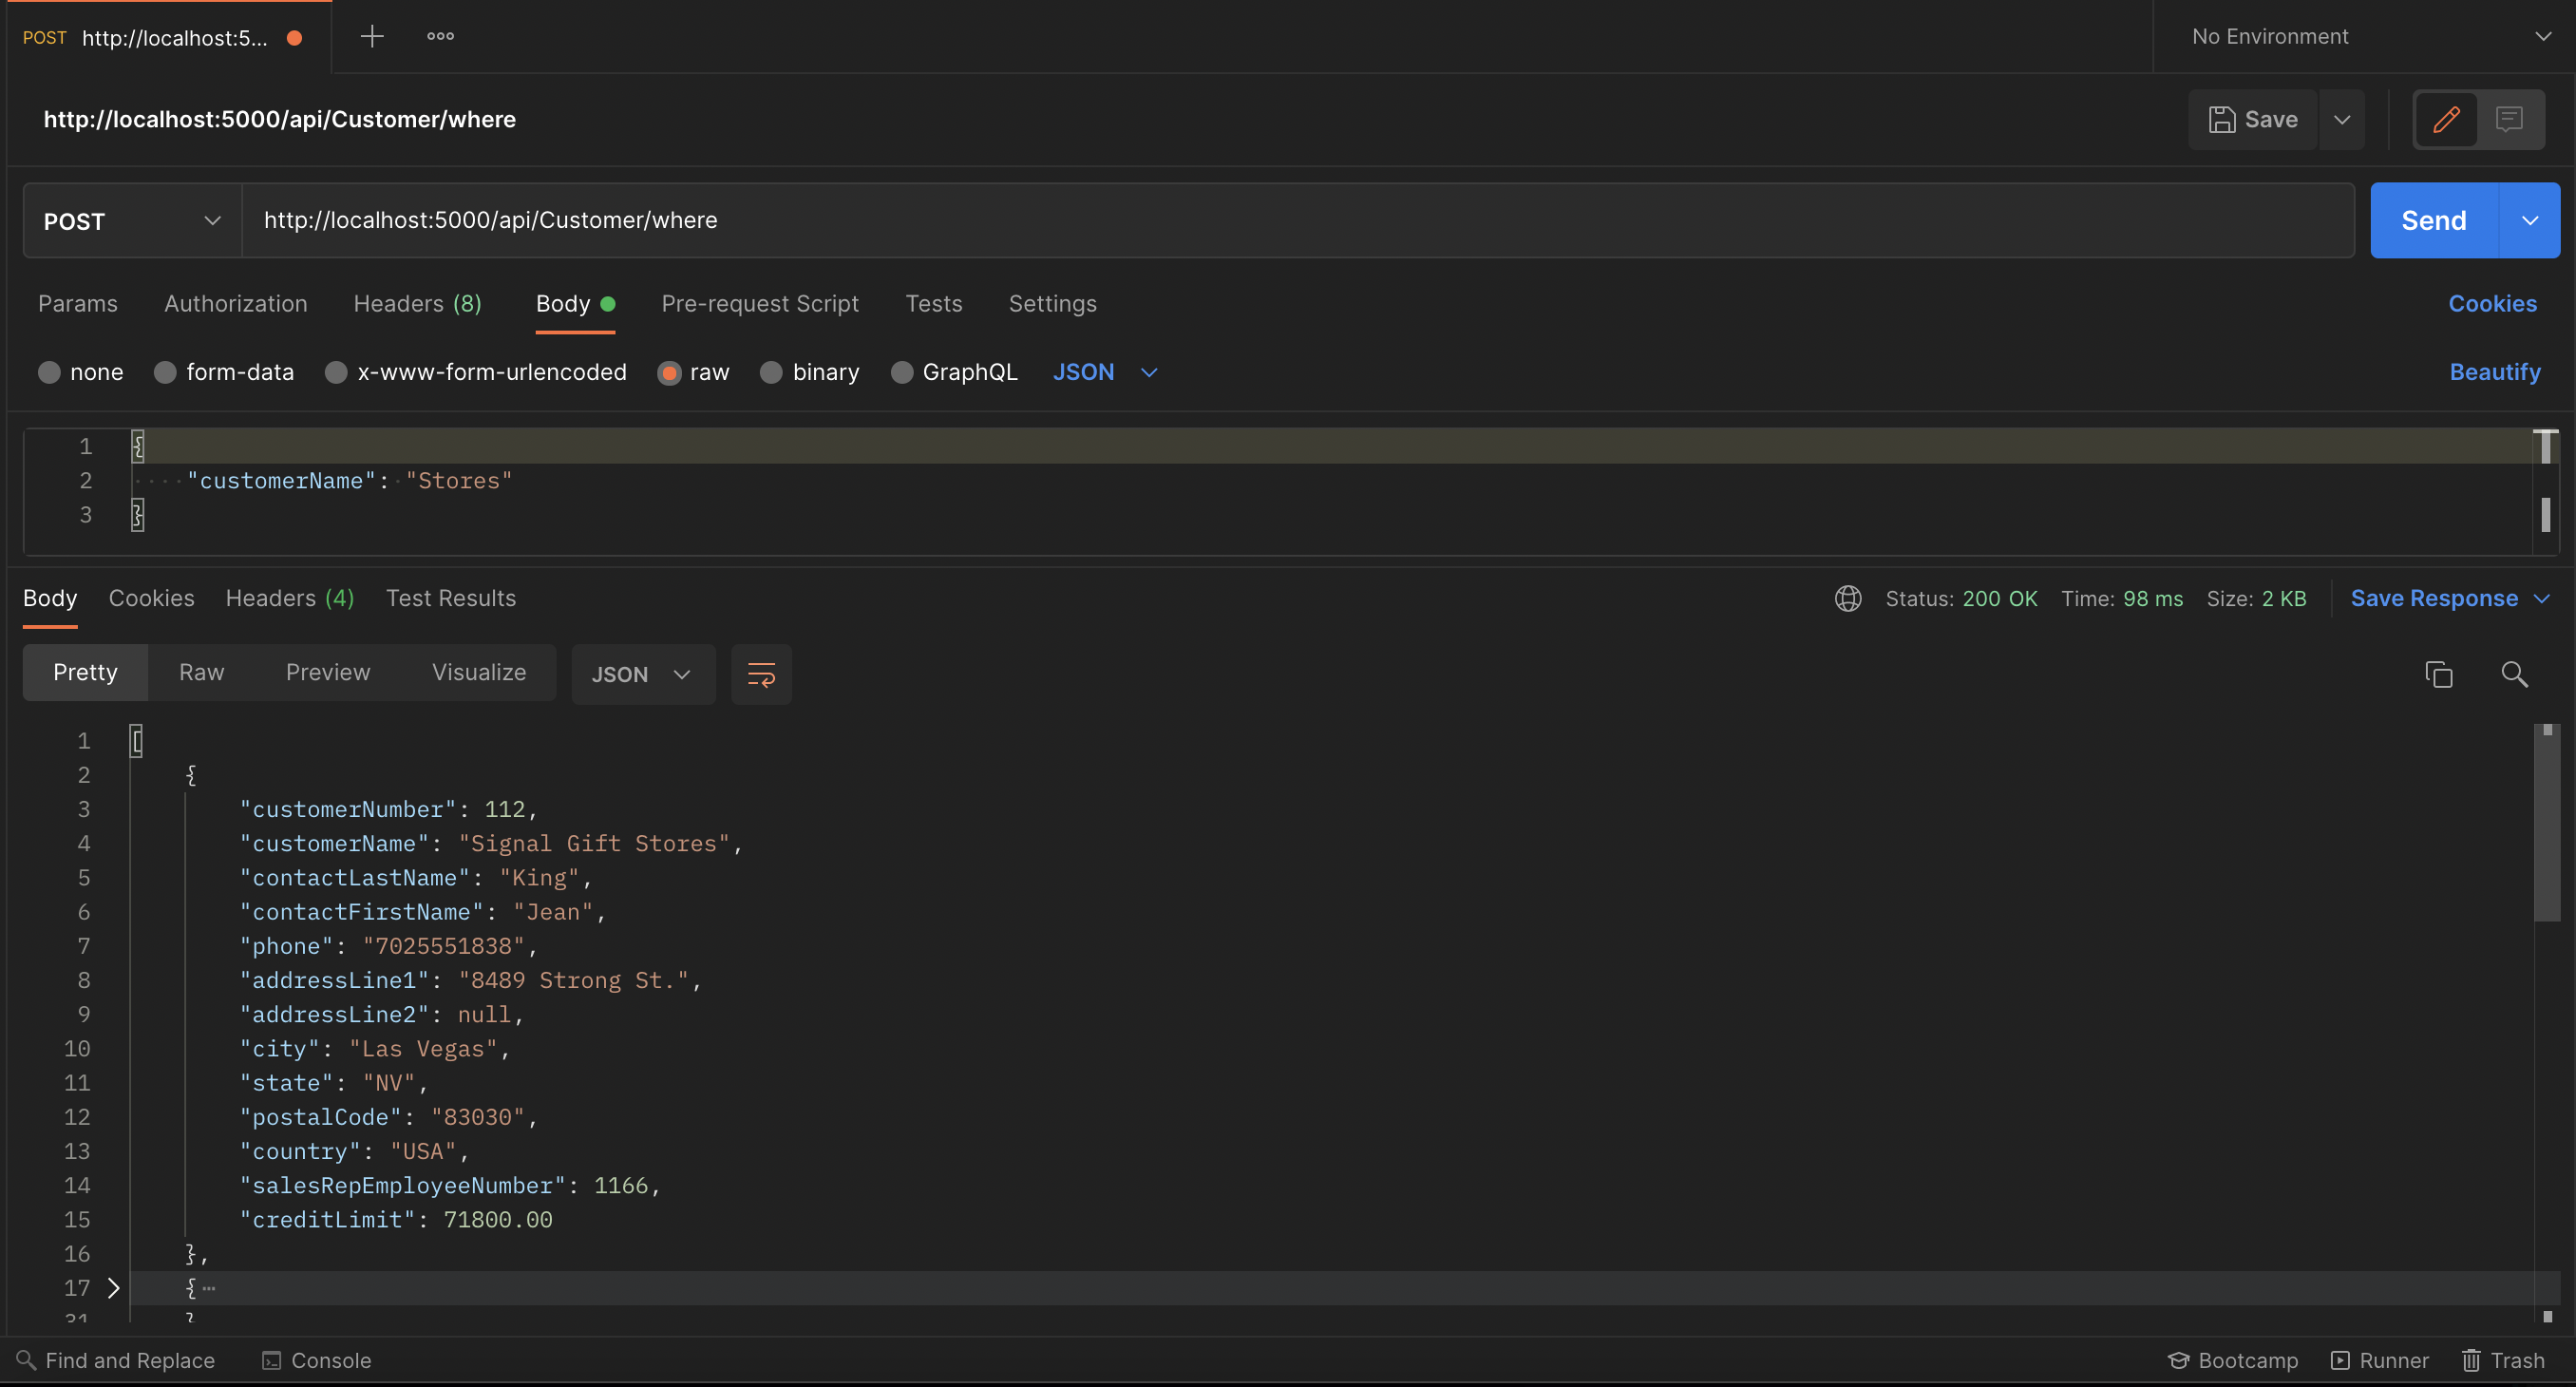 POST http://localhost:5...
No Environment
http://localhost:5000/api/Customer/where
Save
POST http://localhost:5000/api/Customer/where Send
Params Authorization Headers (8) Body Pre-request Script Tests Settings Cookies
none form-data x-www-form-urlencoded raw binary GraphQL JSON Beautify
1 {
2 "customerName": "Stores"
3 }
Body Cookies Headers (4) Test Results Status: 200 OK Time: 98 ms Size: 2 KB Save Response
Pretty Raw Preview Visualize JSON
1 [
2 {
3 "customerNumber": 112,
4 "customerName": "Signal Gift Stores",
5 "contactLastName": "King",
6 "contactFirstName": "Jean",
7 "phone": "7025551838",
8 "addressLine1": "8489 Strong St.",
9 "addressLine2": null,
10 "city": "Las Vegas",
11 "state": "NV",
12 "postalCode": "83030",
13 "country": "USA",
14 "salesRepEmployeeNumber": 1166,
15 "creditLimit": 71800.00
16 },
17 { ...
31 }
Find and Replace Console Bootcamp Runner Trash